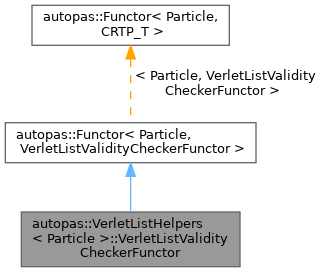 autopas::Functor< Particle,
CRTP_T >
< Particle, VerletListValidity
CheckerFunctor >
autopas::Functor< Particle,
VerletListValidityCheckerFunctor >
autopas::VerletListHelpers
< Particle >::VerletListValidity
CheckerFunctor